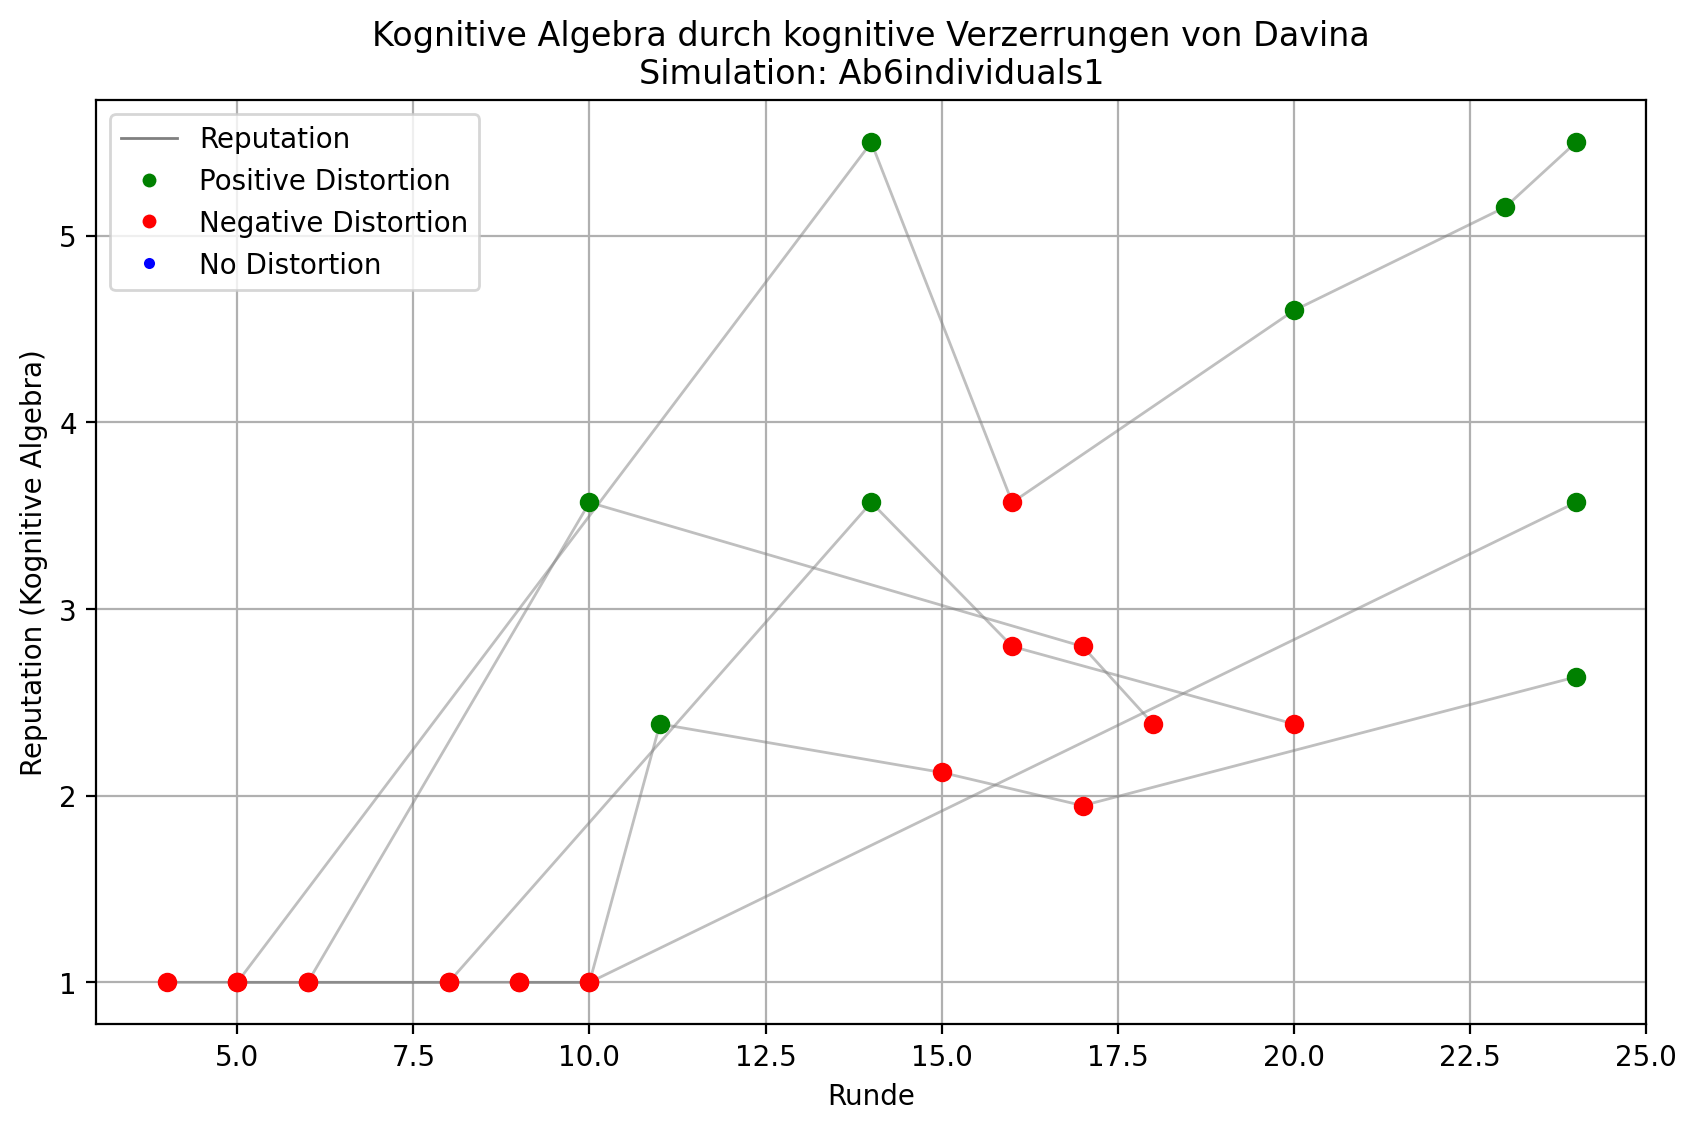 Kognitive Algebra durch kognitive Verzerrungen von Davina
Simulation: Ab6individuals1
Reputation
Positive Distortion
Negative Distortion
No Distortion
Reputation (Kognitive Algebra)
5
4
3
2
1
5.0 7.5 10.0 12.5 15.0 17.5 20.0 22.5 25.0
Runde